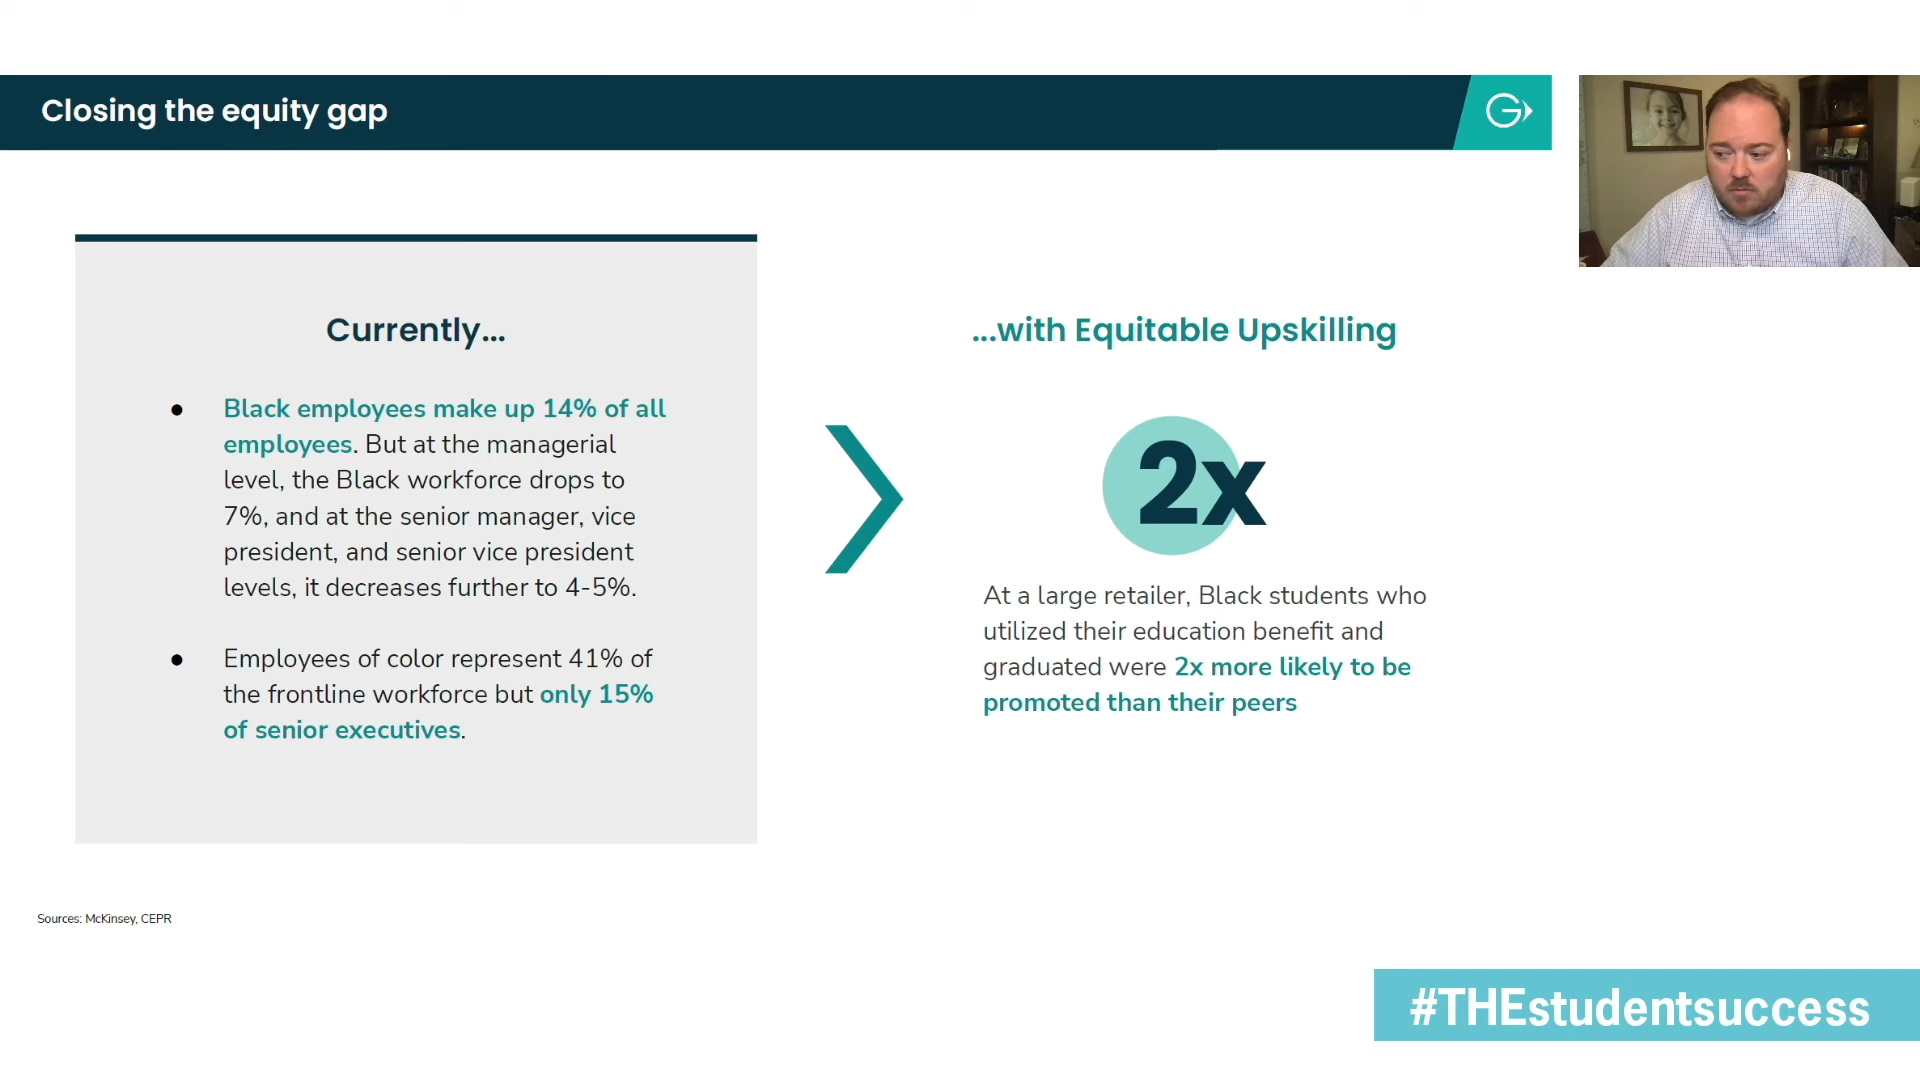 Closing the equity gap
Currently...
● Black employees make up 14% of all
employees. But at the managerial
level, the Black workforce drops to
7%, and at the senior manager, vice
president, and senior vice president
levels, it decreases further to 4-5%.
● Employees of color represent 41% of
the frontline workforce but only 15%
of senior executives.
...with Equitable Upskilling
2x
At a large retailer, Black students who
utilized their education benefit and
graduated were 2x more likely to be
promoted than their peers
Sources: McKinsey, CEPR
#THEstudentsuccess